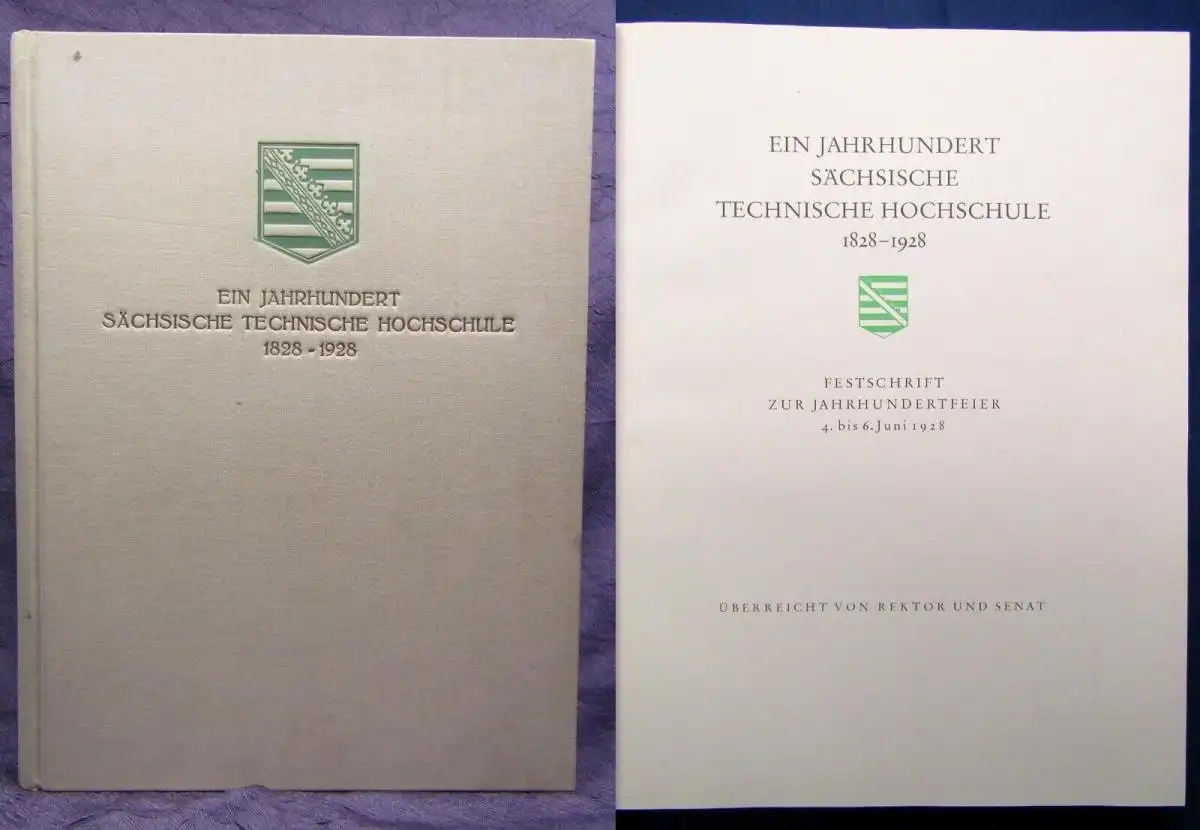 EIN JAHRHUNDERT
SÄCHSISCHE TECHNISCHE HOCHSCHULE
1828 - 1928
EIN JAHRHUNDERT
SÄCHSISCHE
TECHNISCHE HOCHSCHULE
1828–1928
FESTSCHRIFT
ZUR JAHRHUNDERTFEIER
4. bis 6. Juni 1928
ÜBERREICHT VON REKTOR UND SENAT